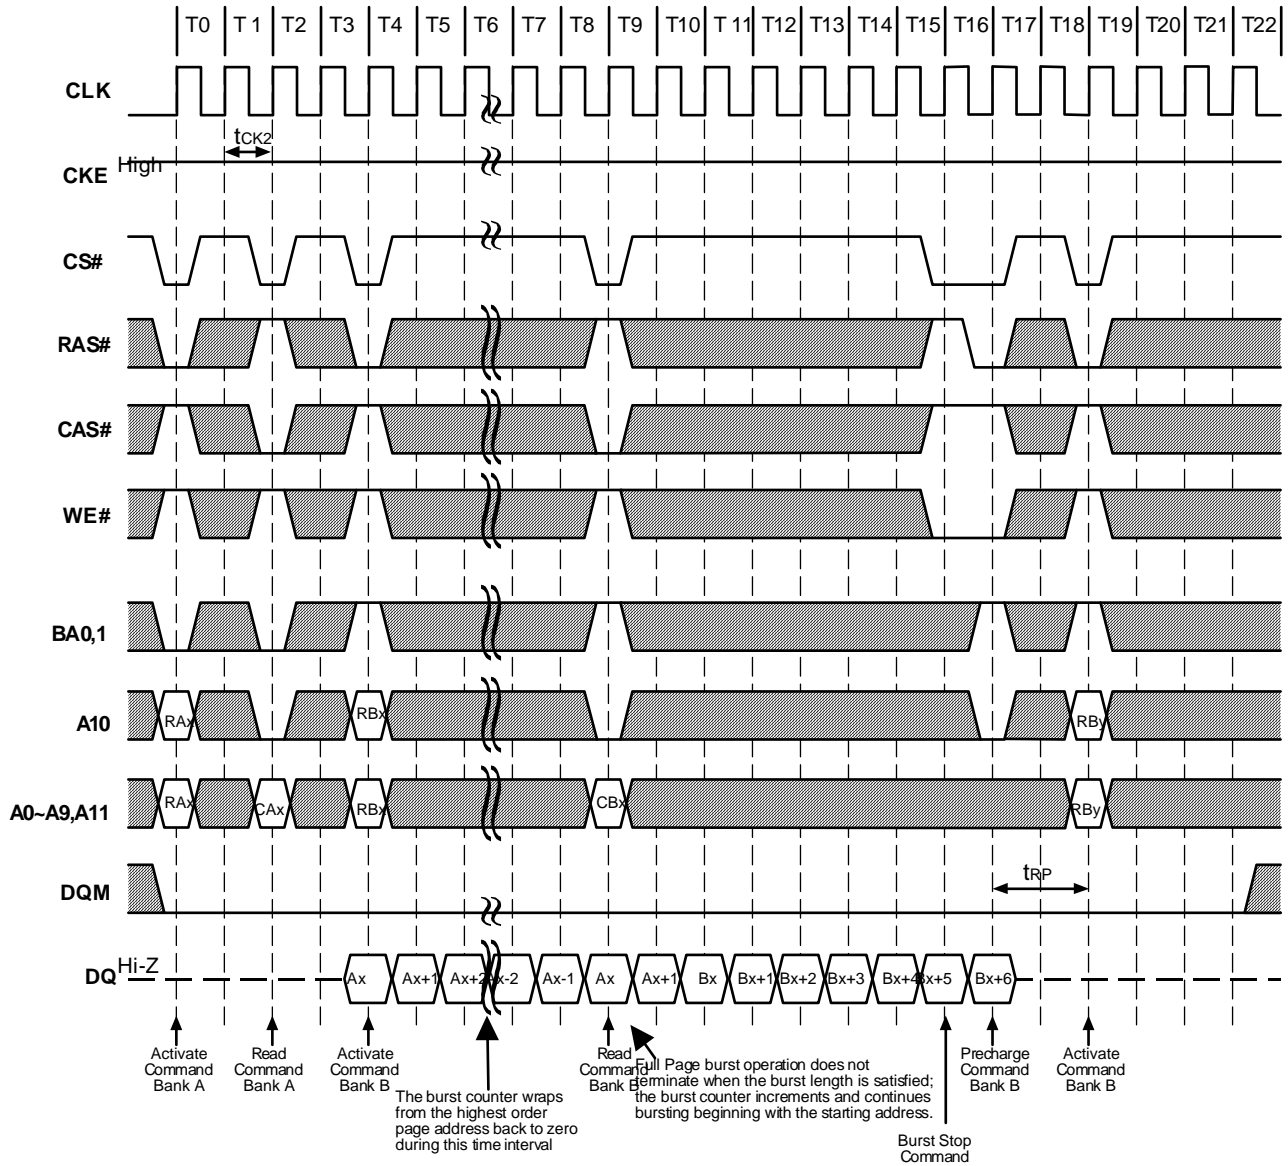 T0 T 1 T2 T3 T4 T5 T6 T7 T8 T9 T10 T 11 T12 T13 T14 T15 T16 T17 T18 T19 T20 T21 T22
CLK
tCK2
CKE High
CS#
RAS#
CAS#
WE#
BA0,1
A10 RAx RBx RBy
A0~A9,A11 RAx CAx RBx CBx RBy
DQM tRP
DQ Hi-Z Ax Ax+1 Ax+2 Ax-2 Ax-1 Ax Ax+1 Bx Bx+1 Bx+2 Bx+3 Bx+4 Bx+5 Bx+6
Activate
Command
Bank A
Read
Command
Bank A
Activate
Command
Bank B
The burst counter wraps
from the highest order
page address back to zero
during this time interval
Read
Command
Bank B
Full Page burst operation does not
terminate when the burst length is satisfied;
the burst counter increments and continues
bursting beginning with the starting address.
Burst Stop
Command
Precharge
Command
Bank B
Activate
Command
Bank B